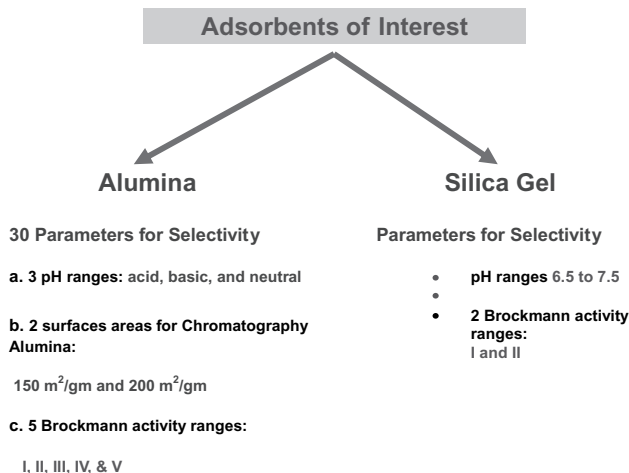 Adsorbents of Interest
Alumina
30 Parameters for Selectivity
a. 3 pH ranges: acid, basic, and neutral
b. 2 surfaces areas for Chromatography
Alumina:
150 m²/gm and 200 m²/gm
c. 5 Brockmann activity ranges:
I, II, III, IV, & V
Silica Gel
Parameters for Selectivity
• pH ranges 6.5 to 7.5
•
• 2 Brockmann activity
ranges:
I and II